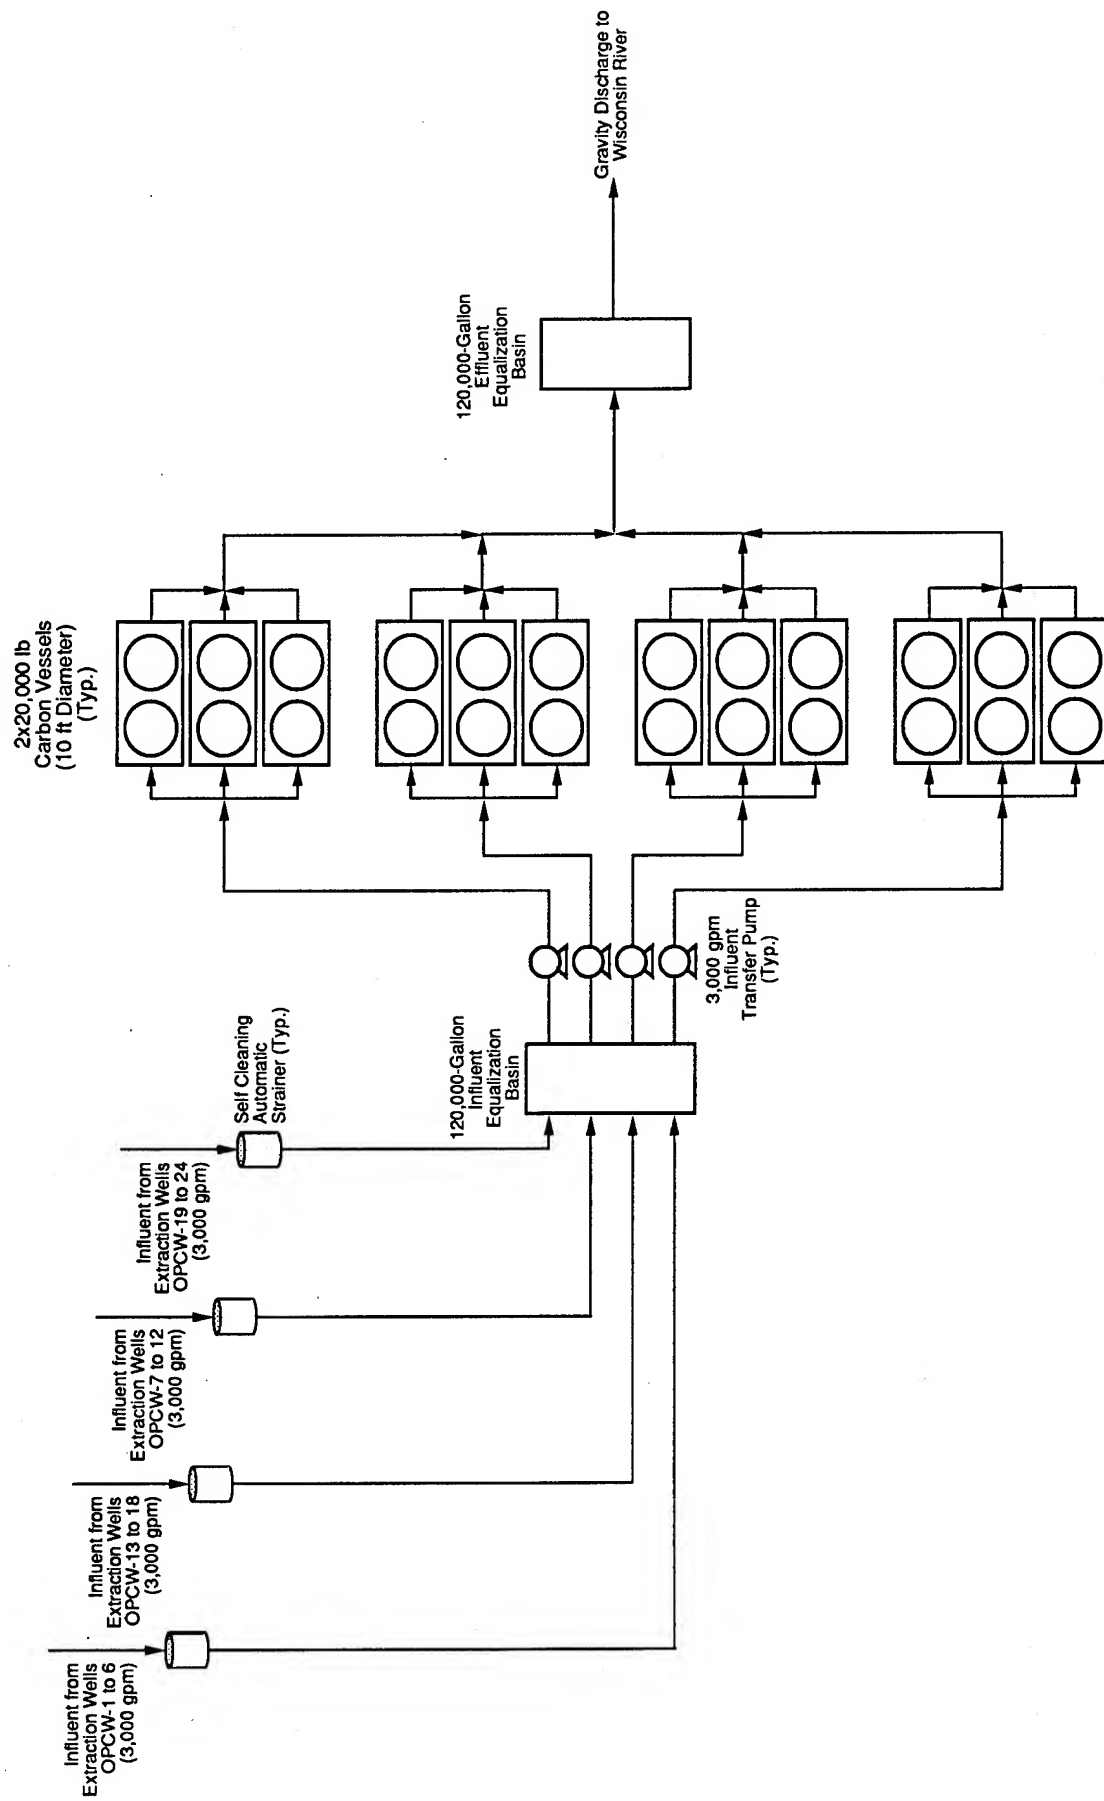 Influent from
Extraction Wells
OPCW-1 to 6
(3,000 gpm)
Influent from
Extraction Wells
OPCW-13 to 18
(3,000 gpm)
Influent from
Extraction Wells
OPCW-7 to 12
(3,000 gpm)
Influent from
Extraction Wells
OPCW-19 to 24
(3,000 gpm)
Self Cleaning
Automatic
Strainer (Typ.)
120,000-Gallon
Influent
Equalization
Basin
3,000 gpm
Influent
Transfer Pump
(Typ.)
2x20,000 lb
Carbon Vessels
(10 ft Diameter)
(Typ.)
120,000-Gallon
Effluent
Equalization
Basin
Gravity Discharge to
Wisconsin River